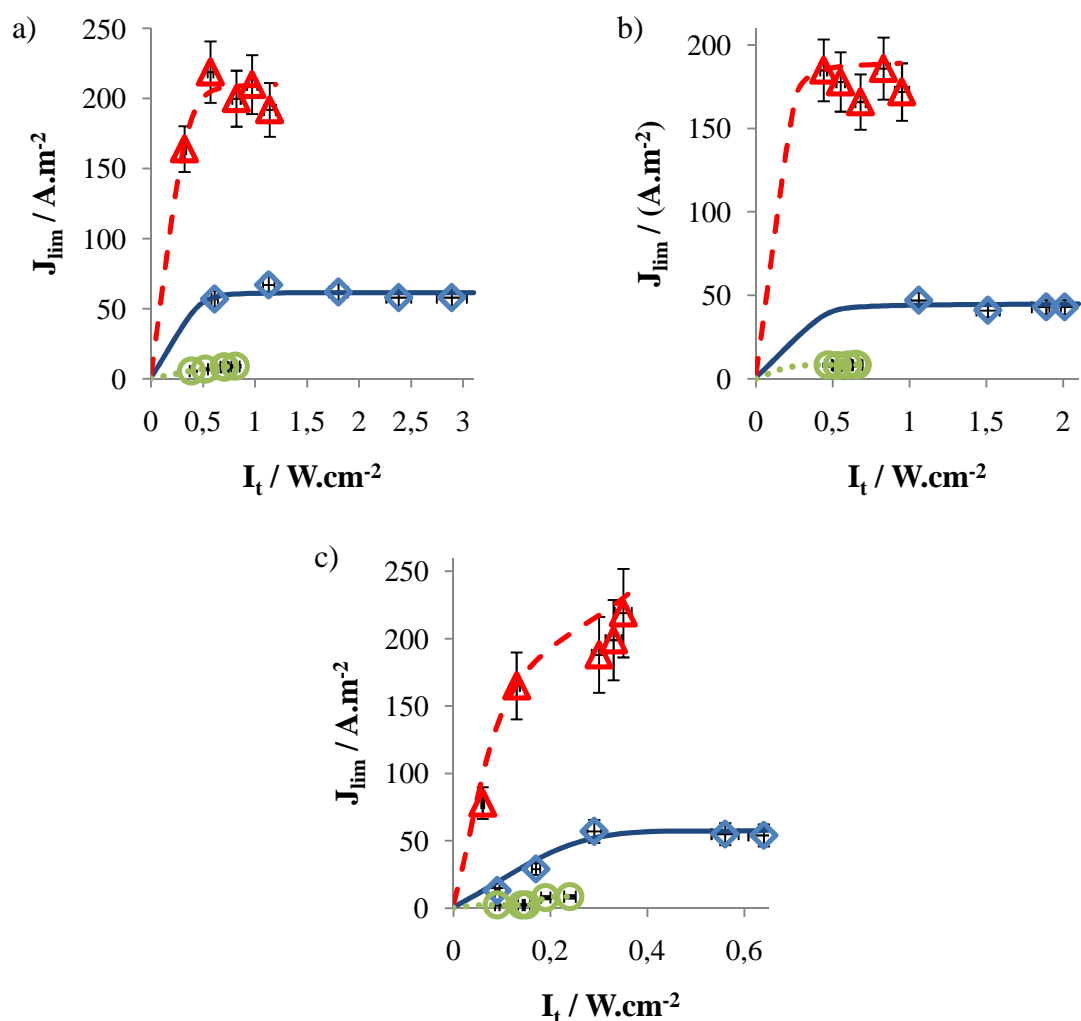 a)
250
200
150
100
50
0
J_lim / A.m^-2
0 0,5 1 1,5 2 2,5 3
I_t / W.cm^-2
b)
200
150
100
50
0
J_lim / (A.m^-2)
0 0,5 1 1,5 2
I_t / W.cm^-2
c)
250
200
150
100
50
0
J_lim / A.m^-2
0 0,2 0,4 0,6
I_t / W.cm^-2